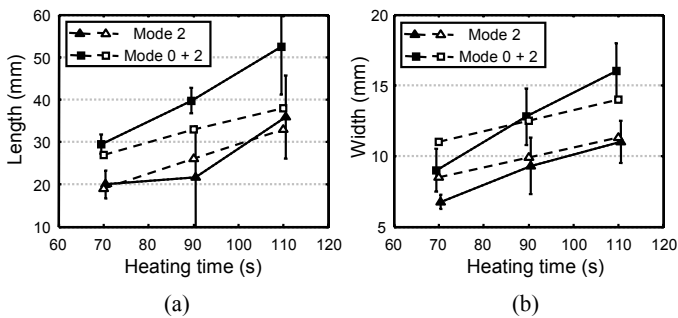 60
50
40
30
20
10
Length (mm)
Mode 2
Mode 0 + 2
60 70 80 90 100 110 120
Heating time (s)
(a)
20
15
10
5
Width (mm)
Mode 2
Mode 0 + 2
60 70 80 90 100 110 120
Heating time (s)
(b)